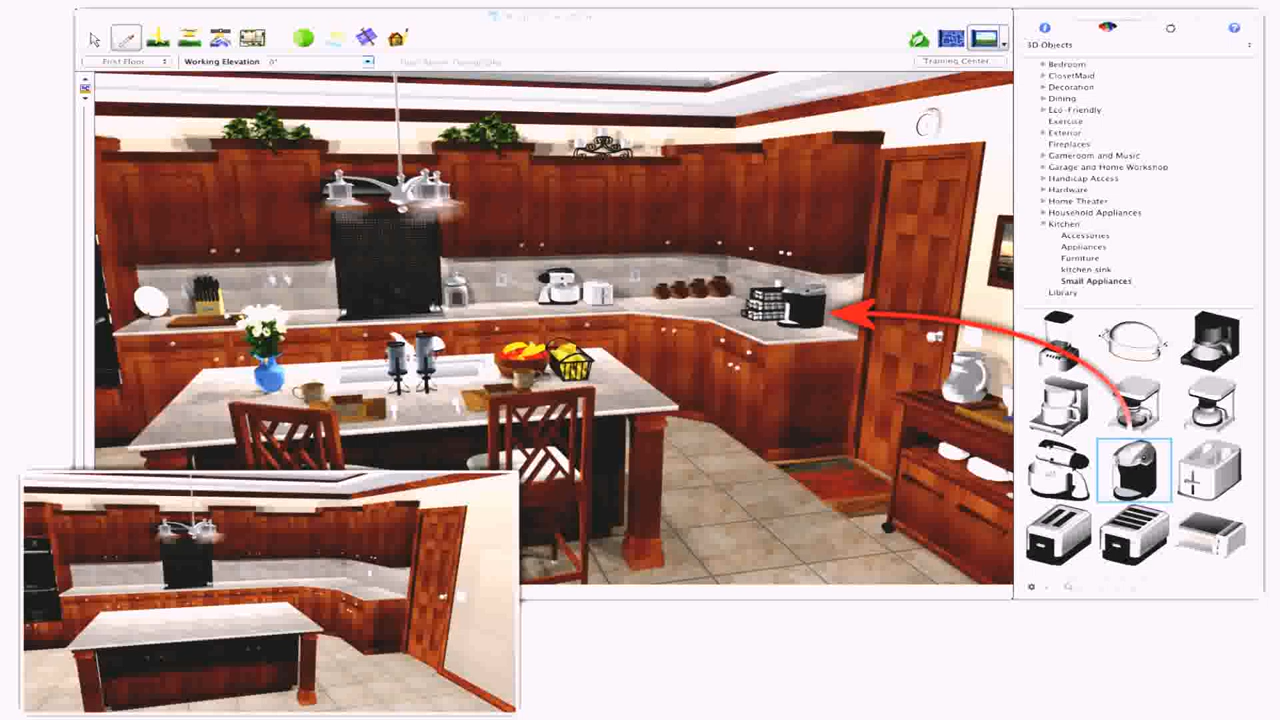 First Floor
Working Elevation 0"
Training Center
3D Objects
Bedroom
ClosetMaid
Decoration
Dining
Eco-Friendly
Exercise
Exterior
Fireplaces
Gameroom and Music
Garage and Home Workshop
Handicap Access
Hardware
Home Theater
Household Appliances
Kitchen
Accessories
Appliances
Furniture
kitchen sink
Small Appliances
Library